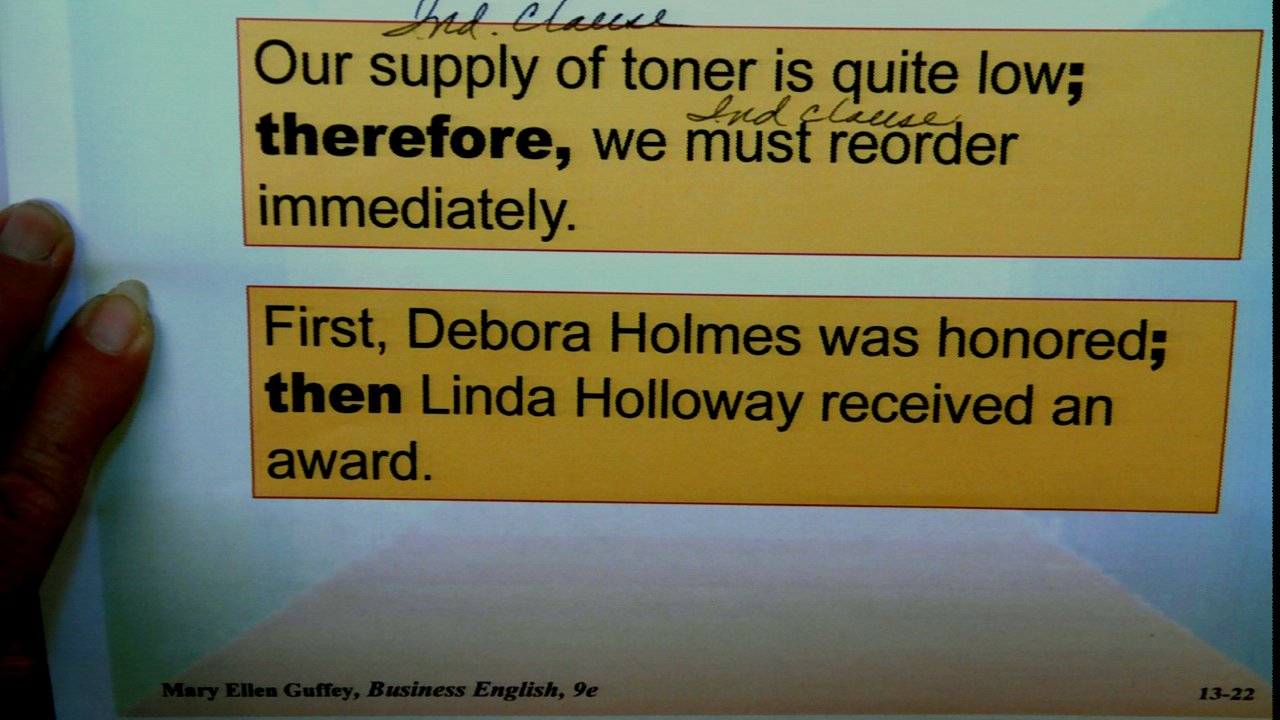 Ind. Clause
Our supply of toner is quite low;
Ind clause
therefore, we must reorder
immediately.
First, Debora Holmes was honored;
then Linda Holloway received an
award.
Mary Ellen Guffey, Business English, 9e
13-22